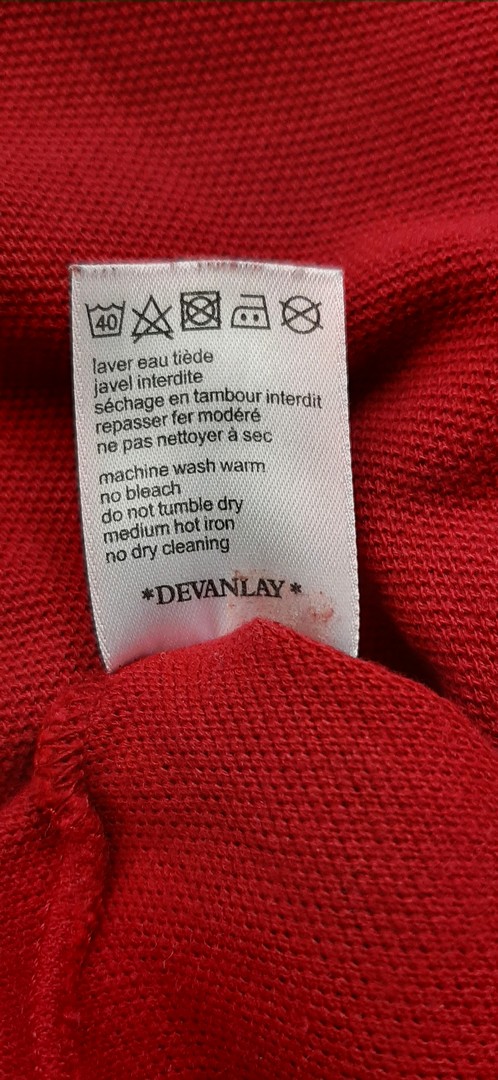 40
laver eau tiède
javel interdite
séchage en tambour interdit
repasser fer modéré
ne pas nettoyer à sec
machine wash warm
no bleach
do not tumble dry
medium hot iron
no dry cleaning
*DEVANLAY*